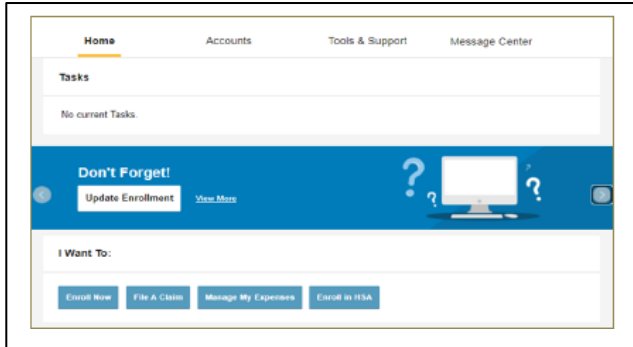 Home Accounts Tools & Support Message Center
Tasks
No current Tasks.
Don't Forget!
Update Enrollment View More
I Want To:
Enroll Now File A Claim Manage My Expenses Enroll in HSA